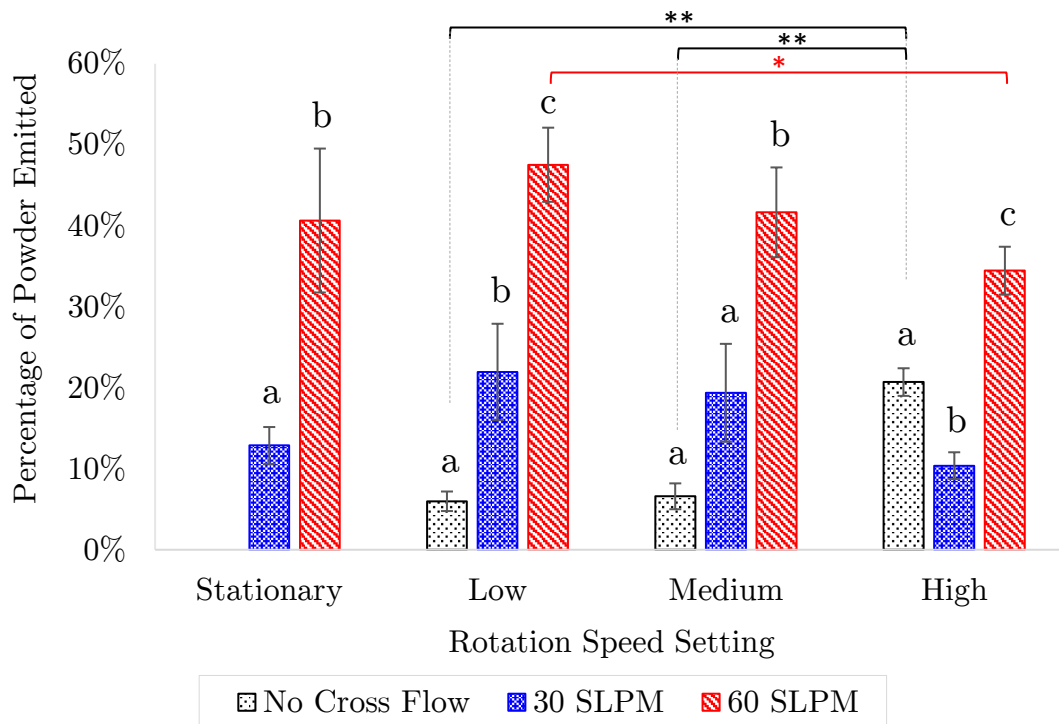 **
**
*
60%
50%
40%
30%
20%
10%
0%
Percentage of Powder Emitted
a b
a b c
a a b
a b c
Stationary Low Medium High
Rotation Speed Setting
No Cross Flow 30 SLPM 60 SLPM